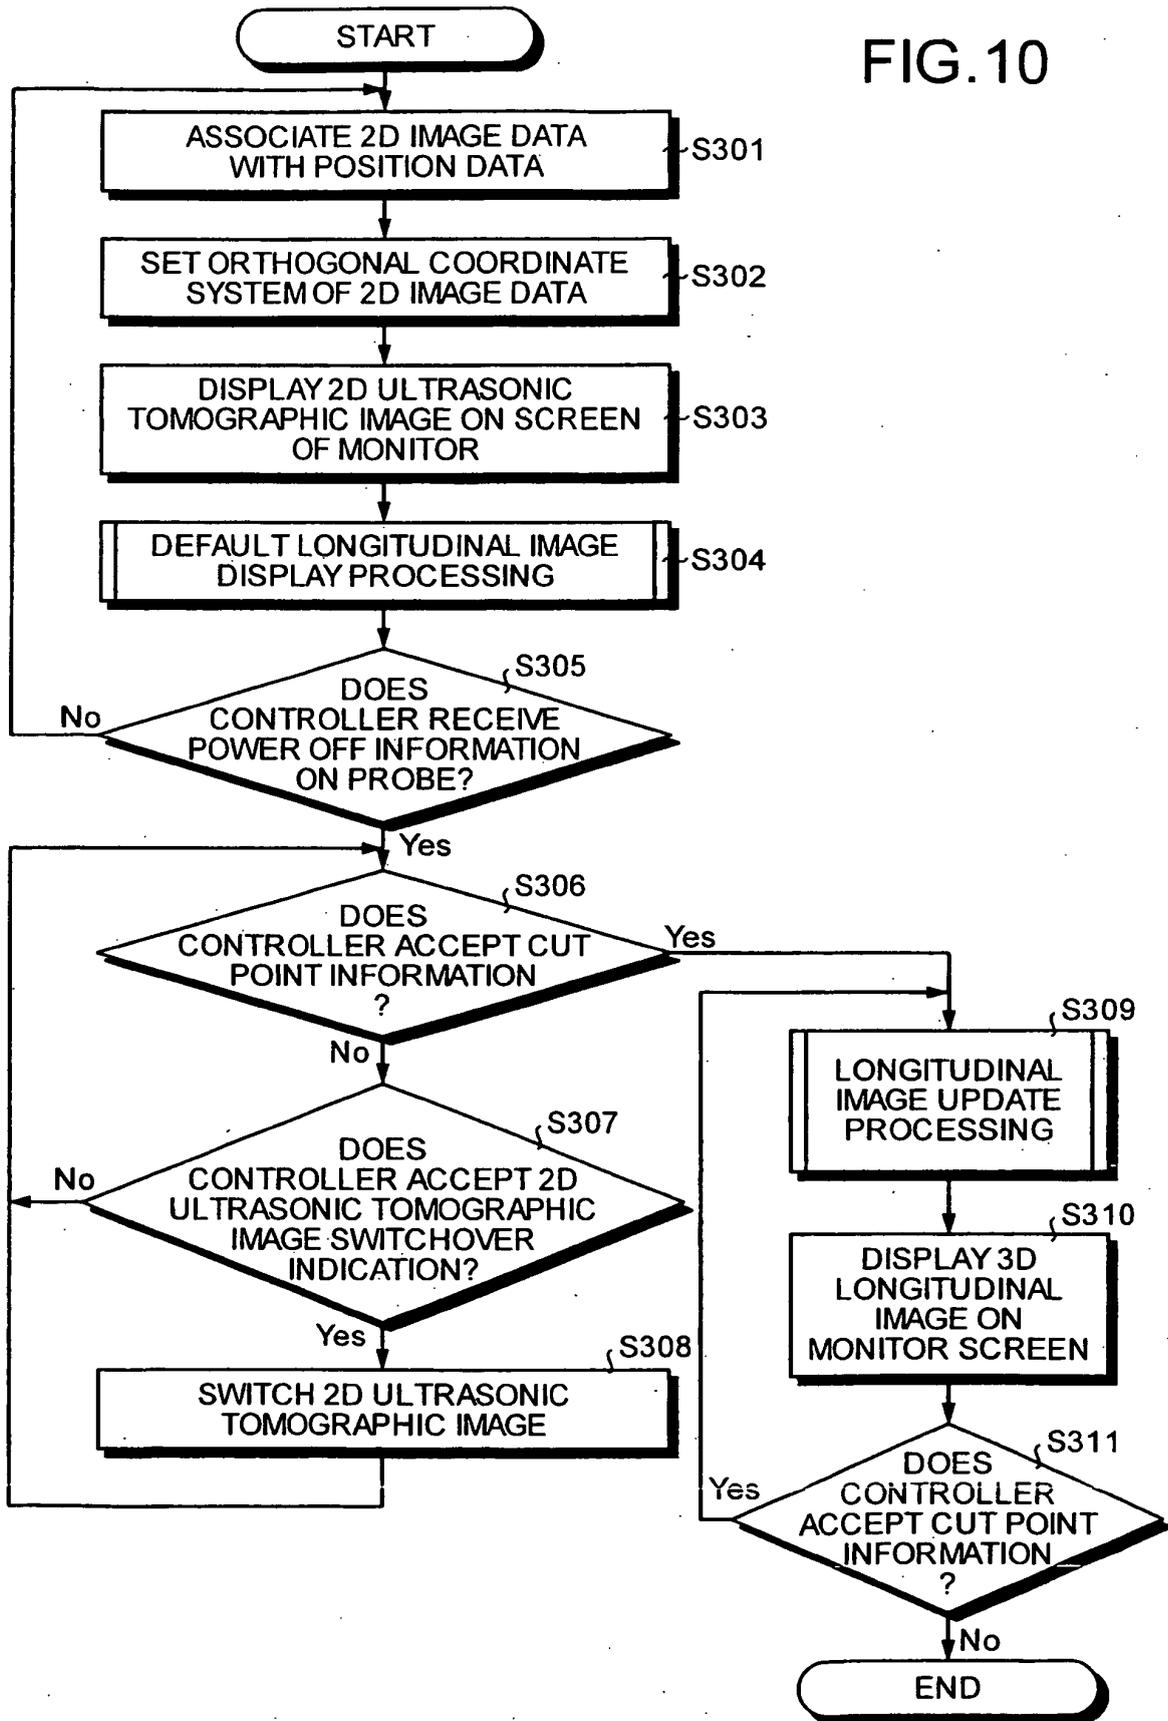 START
FIG.10
ASSOCIATE 2D IMAGE DATA
WITH POSITION DATA
S301
SET ORTHOGONAL COORDINATE
SYSTEM OF 2D IMAGE DATA
S302
DISPLAY 2D ULTRASONIC
TOMOGRAPHIC IMAGE ON SCREEN
OF MONITOR
S303
DEFAULT LONGITUDINAL IMAGE
DISPLAY PROCESSING
S304
S305
DOES
CONTROLLER RECEIVE
POWER OFF INFORMATION
ON PROBE?
No
Yes
S306
DOES
CONTROLLER ACCEPT CUT
POINT INFORMATION
?
Yes
No
S307
DOES
CONTROLLER ACCEPT 2D
ULTRASONIC TOMOGRAPHIC
IMAGE SWITCHOVER
INDICATION?
No
Yes
S308
SWITCH 2D ULTRASONIC
TOMOGRAPHIC IMAGE
S309
LONGITUDINAL
IMAGE UPDATE
PROCESSING
S310
DISPLAY 3D
LONGITUDINAL
IMAGE ON
MONITOR SCREEN
S311
DOES
CONTROLLER
ACCEPT CUT POINT
INFORMATION
?
Yes
No
END